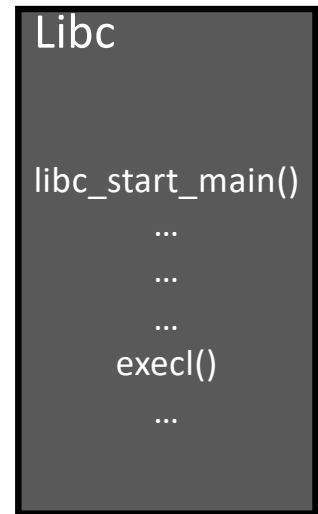 Libc
libc_start_main()
…
…
…
execl()
…